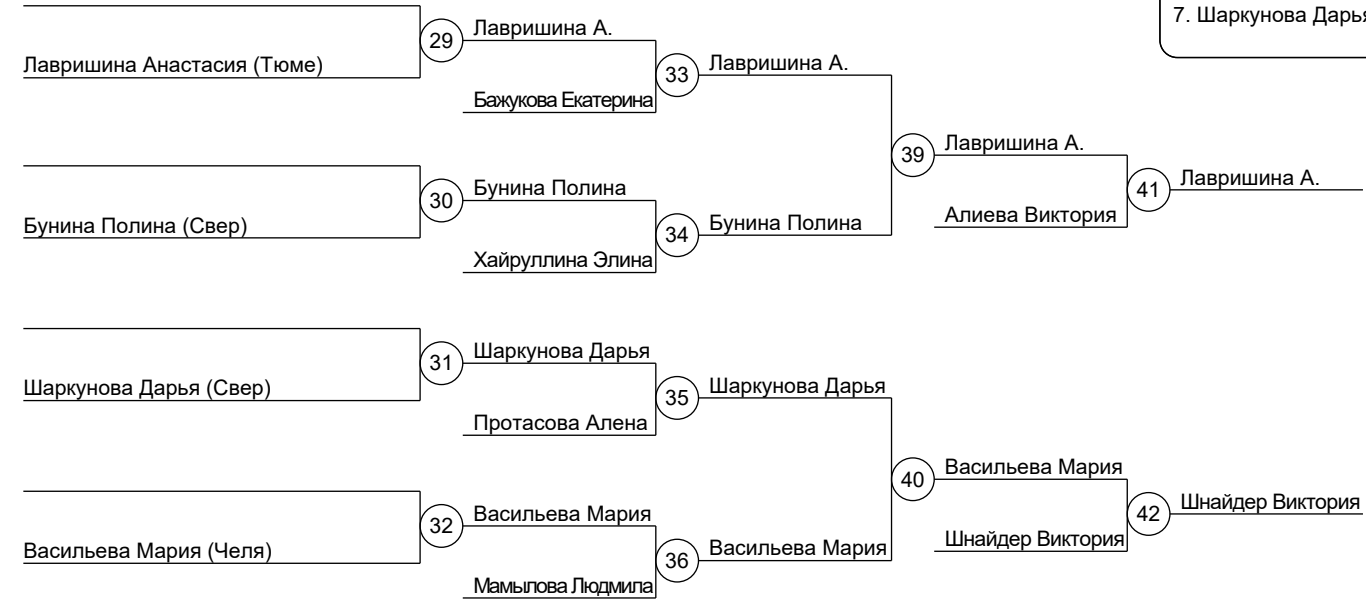 7. Шаркунова Дарья
Лавришина А.
29
Лавришина Анастасия (Тюме)
Лавришина А.
33
Бажукова Екатерина
Лавришина А.
39
Лавришина А.
41
Бунина Полина
30
Бунина Полина (Свер)
Алиева Виктория
Бунина Полина
34
Хайруллина Элина
Шаркунова Дарья
31
Шаркунова Дарья (Свер)
Шаркунова Дарья
35
Протасова Алена
Васильева Мария
40
Шнайдер Виктория
42
Васильева Мария
32
Шнайдер Виктория
Васильева Мария (Челя)
Васильева Мария
36
Мамылова Людмила